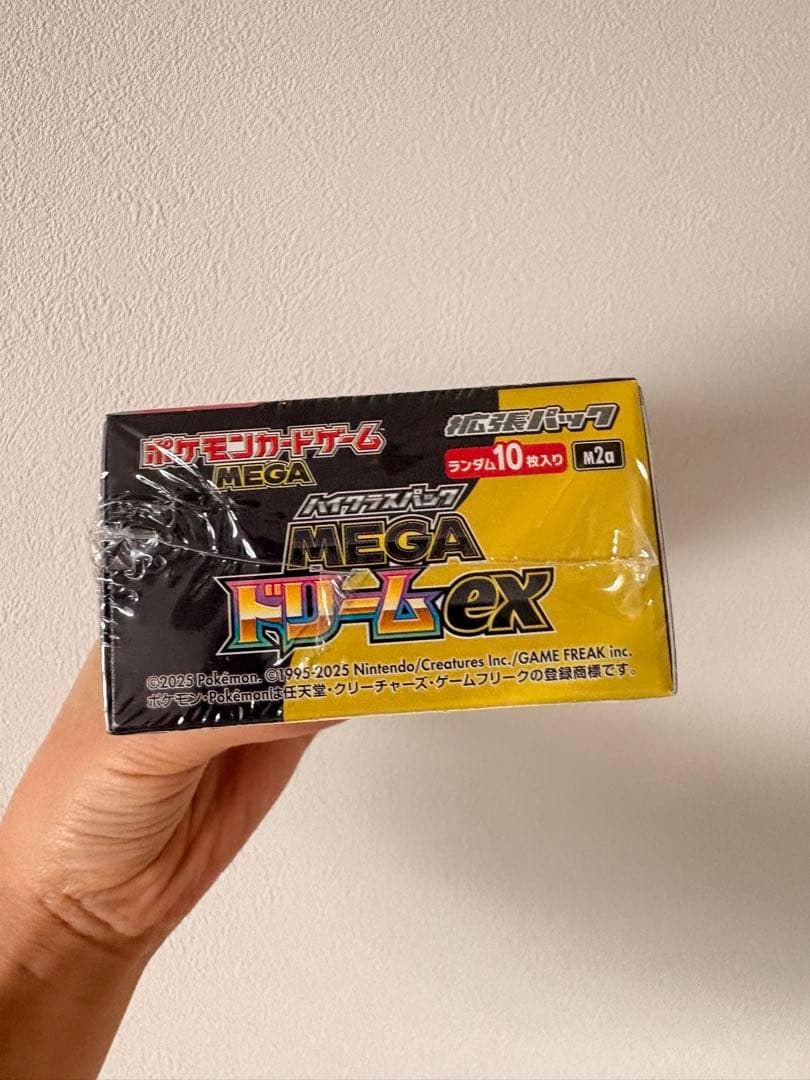 ポケモンカードゲーム
MEGA
拡張パック
ランダム10枚入り
M2a
ハイクラスパック
MEGA
ドリームex
©2025 Pokémon. ©1995-2025 Nintendo/Creatures Inc./GAME FREAK inc.
ポケモン・Pokémonは任天堂・クリーチャーズ・ゲームフリークの登録商標です。